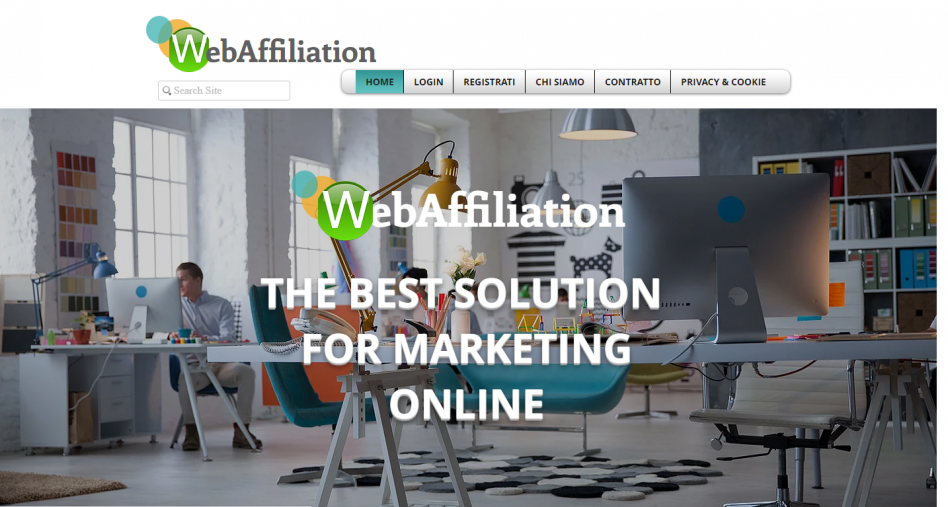 WebAffiliation
Search Site
HOME LOGIN REGISTRATI CHI SIAMO CONTRATTO PRIVACY & COOKIE
WebAffiliation
THE BEST SOLUTION
FOR MARKETING
ONLINE